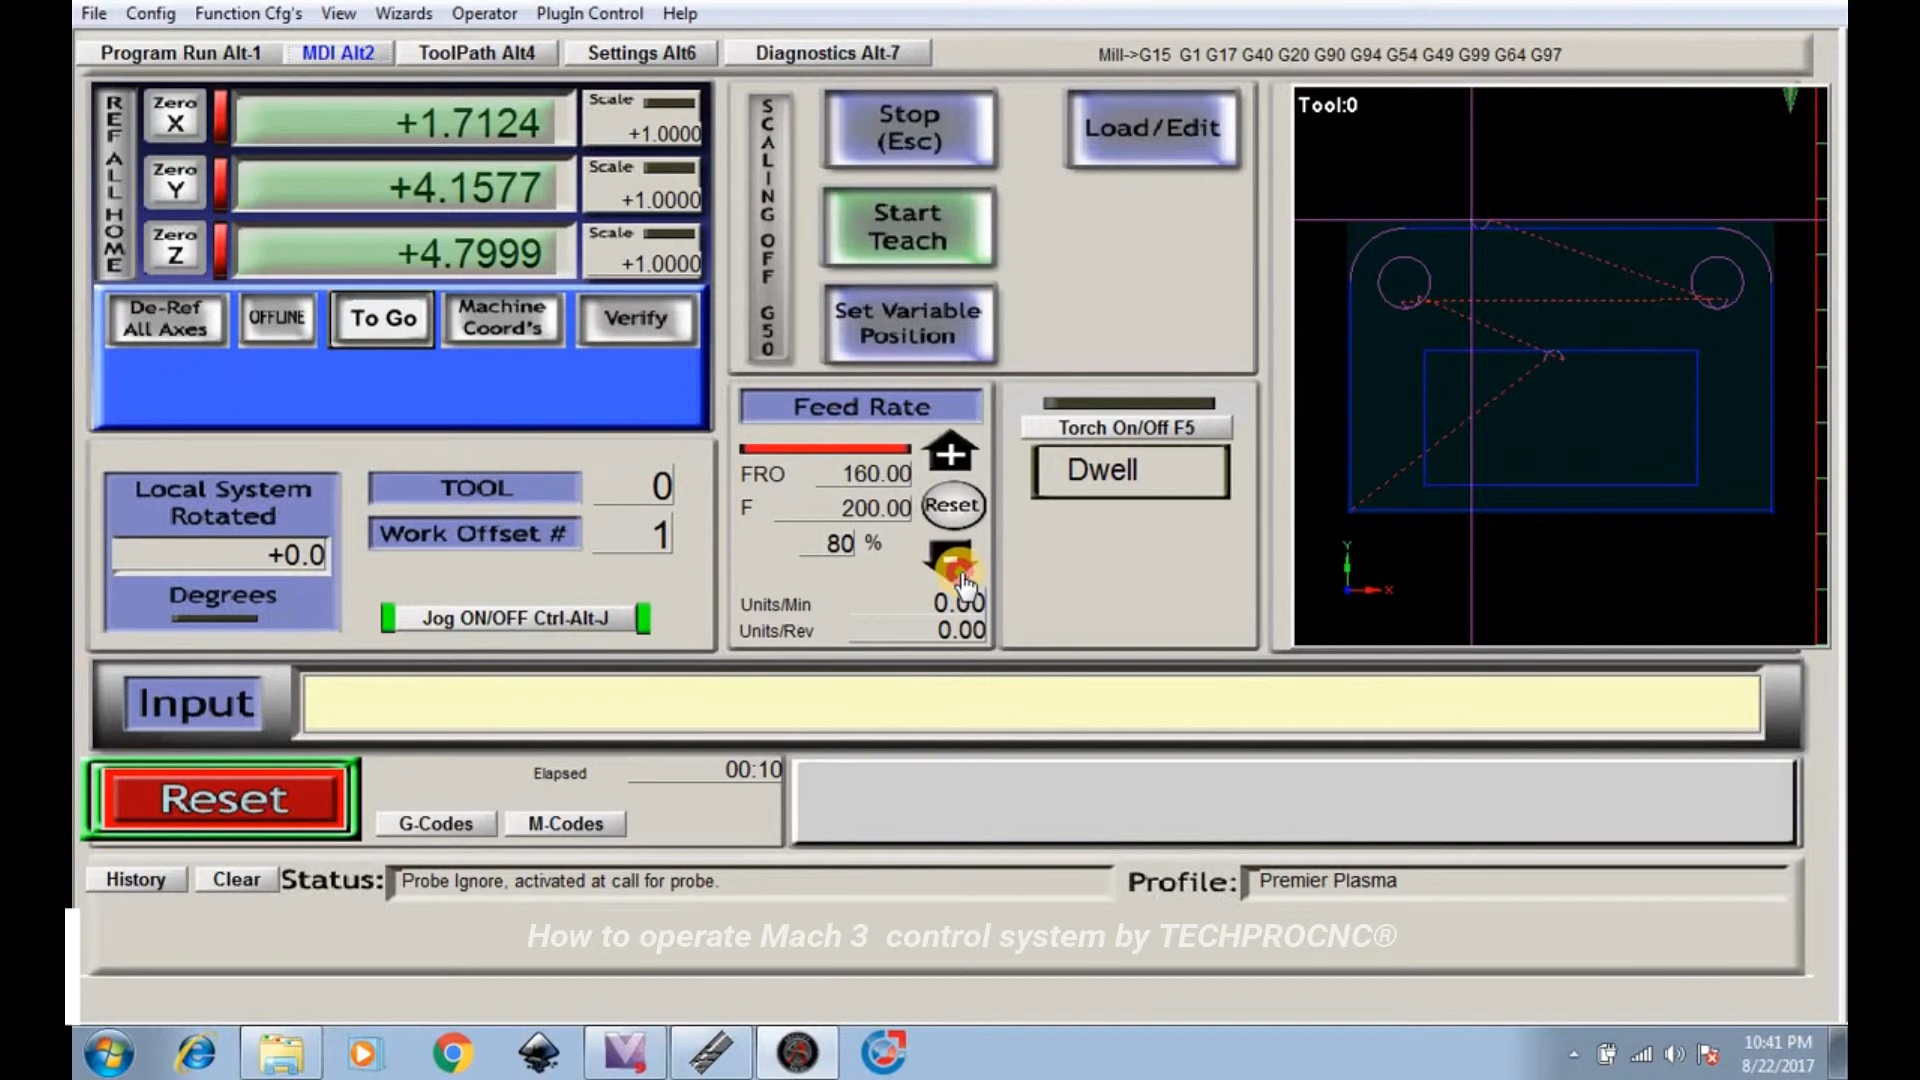 File Config Function Cfg's View Wizards Operator PlugIn Control Help
Program Run Alt-1 MDI Alt2 ToolPath Alt4 Settings Alt6 Diagnostics Alt-7 Mill->G15 G1 G17 G40 G20 G90 G94 G54 G49 G99 G64 G97
REF ALL HOME
Zero X +1.7124 Scale +1.0000
Zero Y +4.1577 Scale +1.0000
Zero Z +4.7999 Scale +1.0000
De-Ref All Axes OFFLINE To Go Machine Coord's Verify
SCALING OFF G50
Stop (Esc)
Load/Edit
Start Teach
Set Variable Position
Tool:0
Y
X
Local System Rotated
+0.0
Degrees
TOOL 0
Work Offset # 1
Jog ON/OFF Ctrl-Alt-J
Feed Rate
FRO 160.00
F 200.00
80 %
+
Reset
Units/Min 0.00
Units/Rev 0.00
Torch On/Off F5
Dwell
Input
Reset
Elapsed 00:10
G-Codes M-Codes
History Clear Status: Probe Ignore, activated at call for probe. Profile: Premier Plasma
How to operate Mach 3 control system by TECHPROCNC®
10:41 PM
8/22/2017